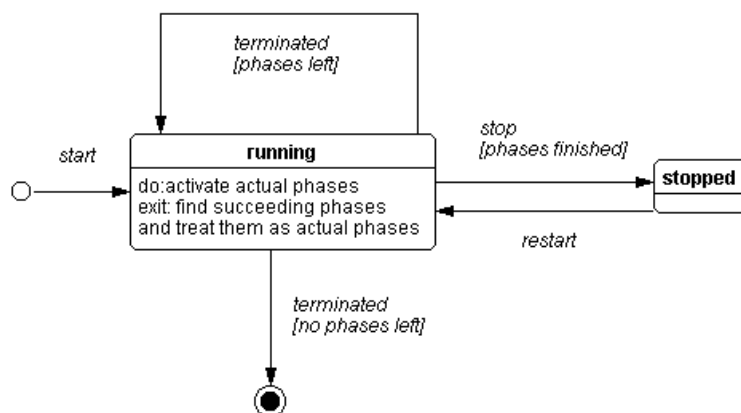 terminated
[phases left]
start
running
do:activate actual phases
exit: find succeeding phases
and treat them as actual phases
stop
[phases finished]
stopped
restart
terminated
[no phases left]